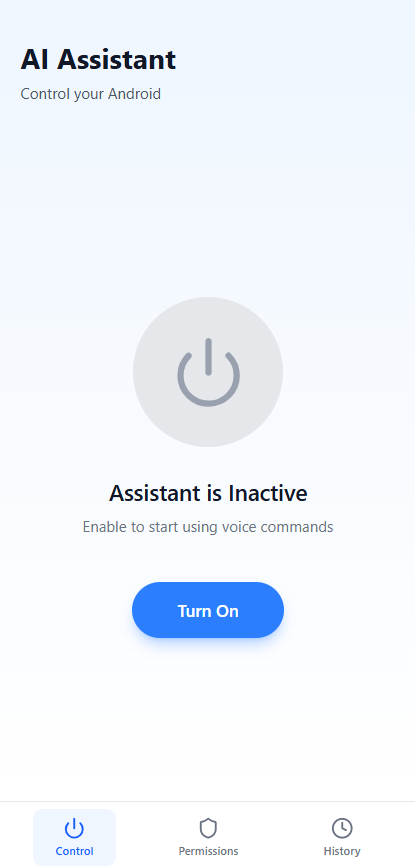 AI Assistant
Control your Android
Assistant is Inactive
Enable to start using voice commands
Turn On
Control
Permissions
History